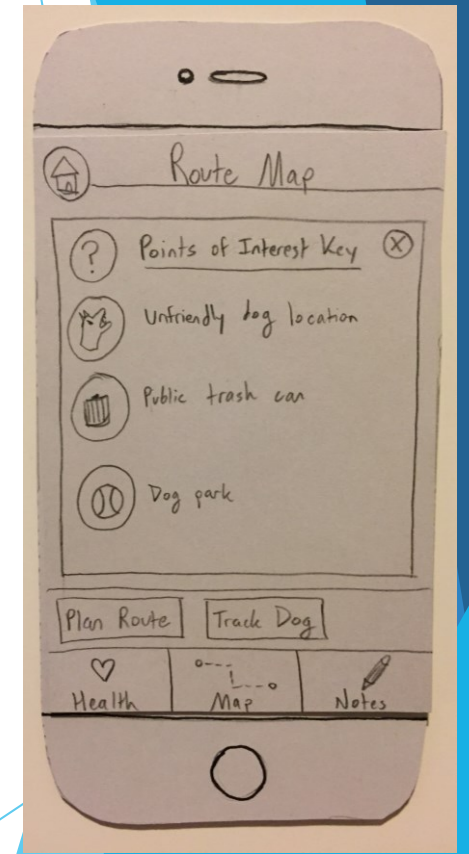 Route Map
? Points of Interest Key X
Unfriendly dog location
Public trash can
Dog park
Plan Route Track Dog
Health Map Notes